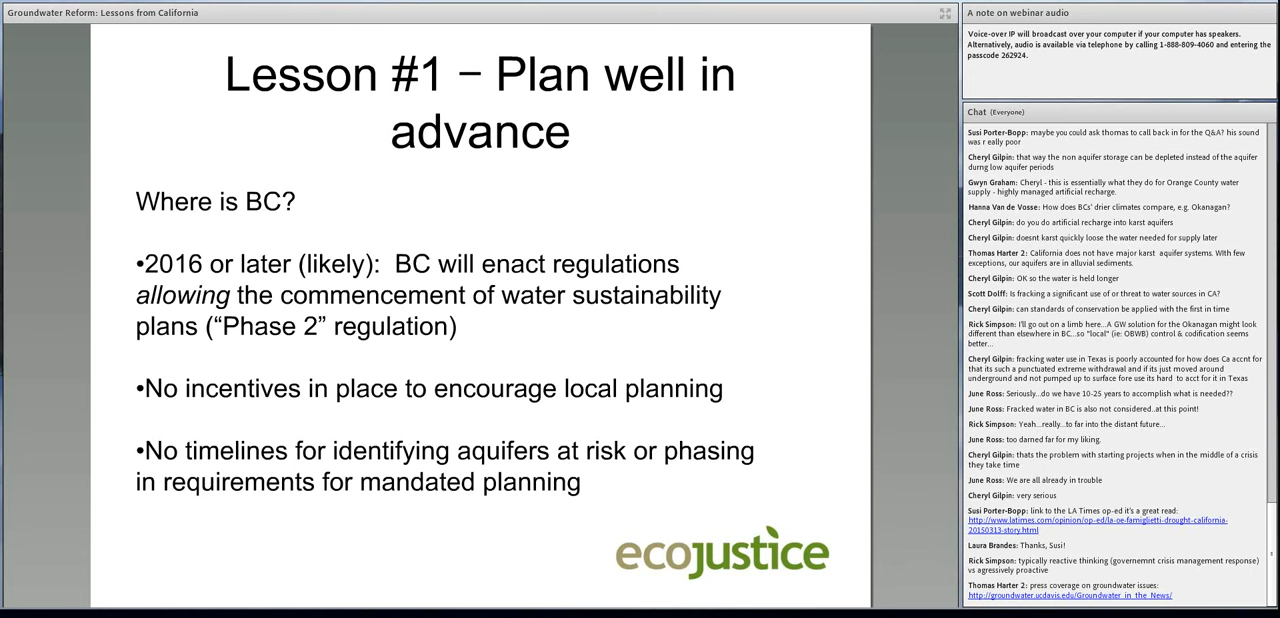 Groundwater Reform: Lessons from California
Lesson #1 – Plan well in
advance
Where is BC?
•2016 or later (likely):  BC will enact regulations
allowing the commencement of water sustainability
plans (“Phase 2” regulation)
•No incentives in place to encourage local planning
•No timelines for identifying aquifers at risk or phasing
in requirements for mandated planning
ecojustice
A note on webinar audio
Voice-over IP will broadcast over your computer if your computer has speakers.
Alternatively, audio is available via telephone by calling 1-888-809-4060 and entering the
passcode 262924.
Chat (Everyone)
Susi Porter-Bopp: maybe you could ask thomas to call back in for the Q&A? his sound
was r eally poor
Cheryl Gilpin: that way the non aquifer storage can be depleted instead of the aquifer
durng low aquifer periods
Gwyn Graham: Cheryl - this is essentially what they do for Orange County water
supply - highly managed artificial recharge.
Hanna Van de Vosse: How does BCs' drier climates compare, e.g. Okanagan?
Cheryl Gilpin: do you do artificial recharge into karst aquifers
Cheryl Gilpin: doesnt karst quickly loose the water needed for supply later
Thomas Harter 2: California does not have major karst  aquifer systems. WIth few
exceptions, our aquifers are in alluvial sediments.
Cheryl Gilpin: OK so the water is held longer
Scott Dolff: Is fracking a significant use of or threat to water sources in CA?
Cheryl Gilpin: can standards of conservation be applied with the first in time
Rick Simpson: I'll go out on a limb here...A GW solution for the Okanagan might look
different than elsewhere in BC...so "local" (ie: OBWB) control & codification seems
better...
Cheryl Gilpin: fracking water use in Texas is poorly accounted for how does Ca accnt for
that its such a punctuated extreme withdrawal and if its just moved around
underground and not pumped up to surface fore use its hard  to acct for it in Texas
June Ross: Seriously...do we have 10-25 years to accomplish what is needed??
June Ross: Fracked water in BC is also not considered..at this point!
Rick Simpson: Yeah...really...to far into the distant future...
June Ross: too darned far for my liking.
Cheryl Gilpin: thats the problem with starting projects when in the middle of a crisis
they take time
June Ross: We are all already in trouble
Cheryl Gilpin: very serious
Susi Porter-Bopp: link to the LA Times op-ed it's a great read:
http://www.latimes.com/opinion/op-ed/la-oe-famiglietti-drought-california-
20150313-story.html
Laura Brandes: Thanks, Susi!
Rick Simpson: typically reactive thinking (governemnt crisis management response)
vs agressively proactive
Thomas Harter 2: press coverage on groundwater issues:
http://groundwater.ucdavis.edu/Groundwater_in_the_News/